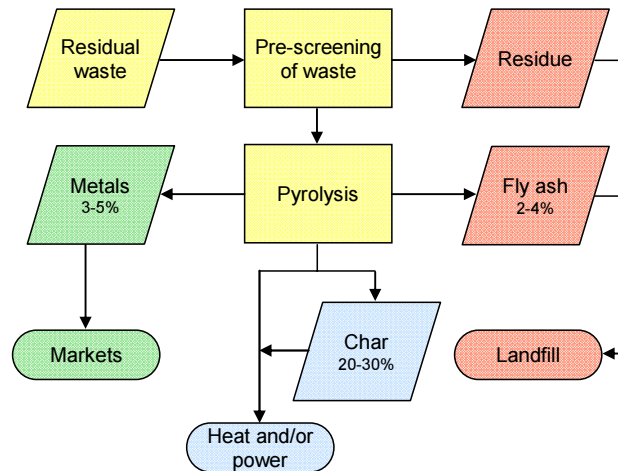 Residual
waste
Pre-screening
of waste
Residue
Metals
3-5%
Pyrolysis
Fly ash
2-4%
Char
20-30%
Markets
Landfill
Heat and/or
power